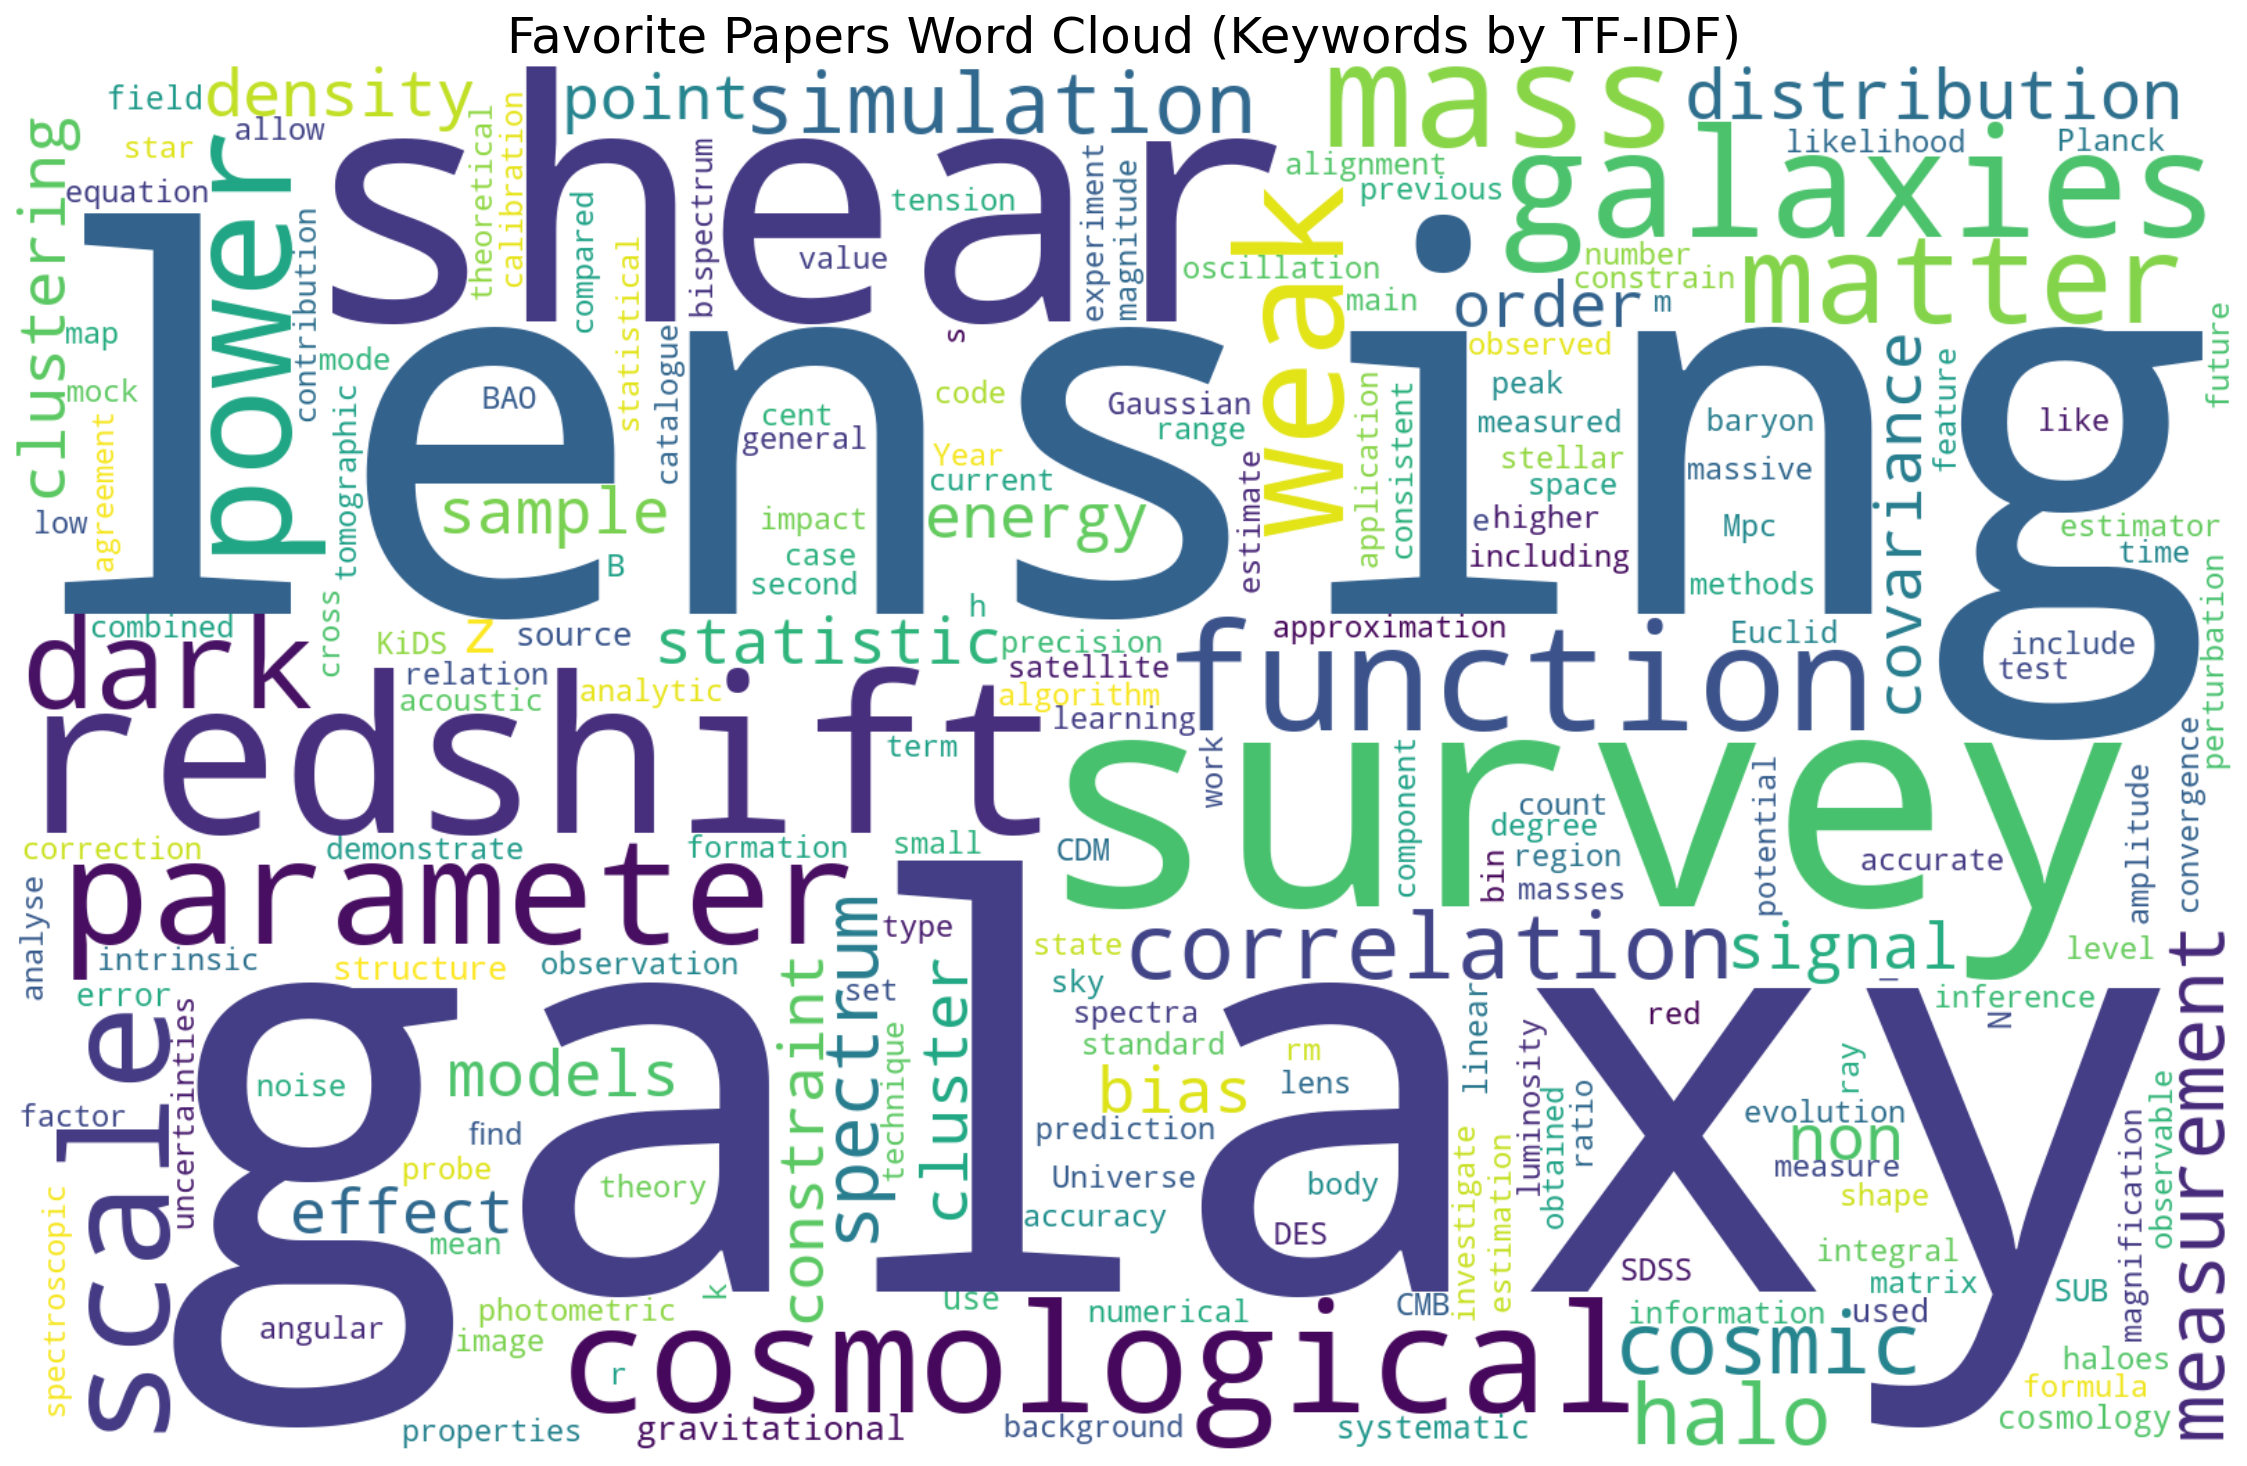 Favorite Papers Word Cloud (Keywords by TF-IDF)
field
density
point
simulation
mass
distribution
star
allow
shear
likelihood
Planck
clustering
equation
power
theoretical
calibration
compared
bispectrum
tension
experiment
magnitude
alignment
previous
galaxies
contribution
statistical
value
weak
oscillation
number
constrain
matter
main
order
m
map
mode
catalogue
s
observed
future
mock
lensing
BAO
cent
code
Gaussian
peak
baryon
covariance
feature
like
tomographic
general
range
measured
agreement
Year
application
consistent
stellar
massive
low
sample
current
estimate
space
impact
energy
e
higher
Mpc
estimator
case
including
time
B
second
methods
combined
cross
h
perturbation
dark
KiDS
z
source
statistic
precision
function
approximation
Euclid
include
relation
satellite
test
acoustic
analytic
algorithm
redshift
learning
term
work
survey
component
convergence
correction
demonstrate
formation
small
CDM
count
degree
potential
amplitude
parameter
bin
region
accurate
masses
analyse
spectrum
type
correlation
signal
intrinsic
structure
observation
state
level
measurement
error
uncertainties
constraint
set
cluster
sky
linear
l
inference
scale
galaxy
spectra
red
N
models
technique
standard
rm
luminosity
noise
bias
lens
ratio
ray
observable
factor
find
prediction
obtained
evolution
non
magnification
probe
Universe
investigate
estimation
measure
spectroscopic
theory
body
shape
effect
accuracy
mean
DES
integral
SDSS
matrix
k
use
SUB
angular
photometric
numerical
CMB
information
used
image
cosmological
cosmic
r
haloes
halo
formula
properties
gravitational
background
systematic
cosmology